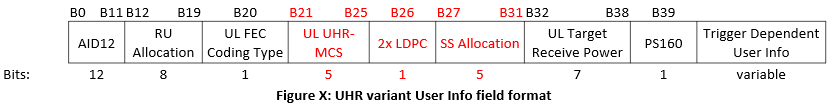 B0 B11 B12 B19 B20 B21 B25 B26 B27 B31 B32 B38 B39
AID12
RU
Allocation
UL FEC
Coding Type
UL UHR-
MCS
2x LDPC
SS Allocation
UL Target
Receive Power
PS160
Trigger Dependent
User Info
Bits: 12 8 1 5 1 5 7 1 variable
Figure X: UHR variant User Info field format